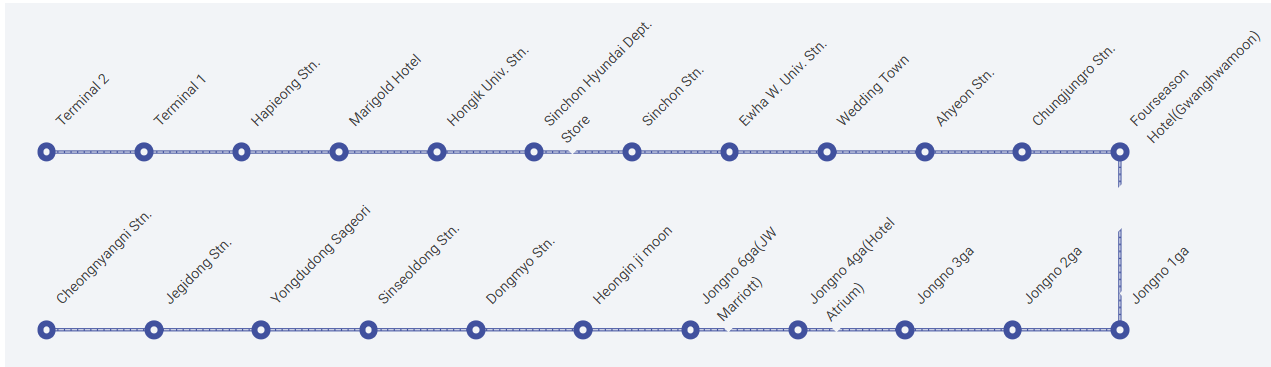 Terminal 2
Terminal 1
Hapjeong Stn.
Marigold Hotel
Hongik Univ. Stn.
Sinchon Hyundai Dept.
Store
Sinchon Stn.
Ewha W. Univ. Stn.
Wedding Town
Ahyeon Stn.
Chungjungro Stn.
Fourseason
Hotel(Gwanghwamoon)
Cheongnyangni Stn.
Jegidong Stn.
Yongdudong Sageori
Sinseoldong Stn.
Dongmyo Stn.
Heongin ji moon
Jongno 6ga(JW
Marriott)
Jongno 4ga(Hotel
Atrium)
Jongno 3ga
Jongno 2ga
Jongno 1ga